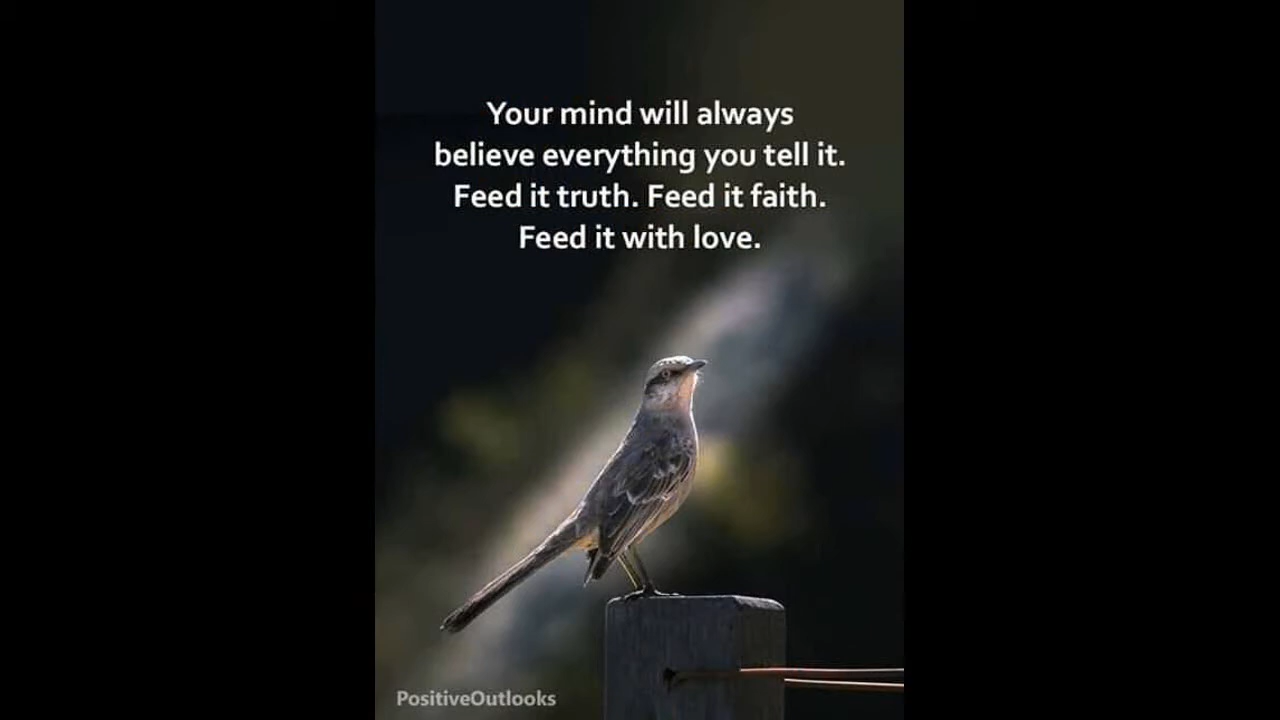 Your mind will always
believe everything you tell it.
Feed it truth. Feed it faith.
Feed it with love.
PositiveOutlooks